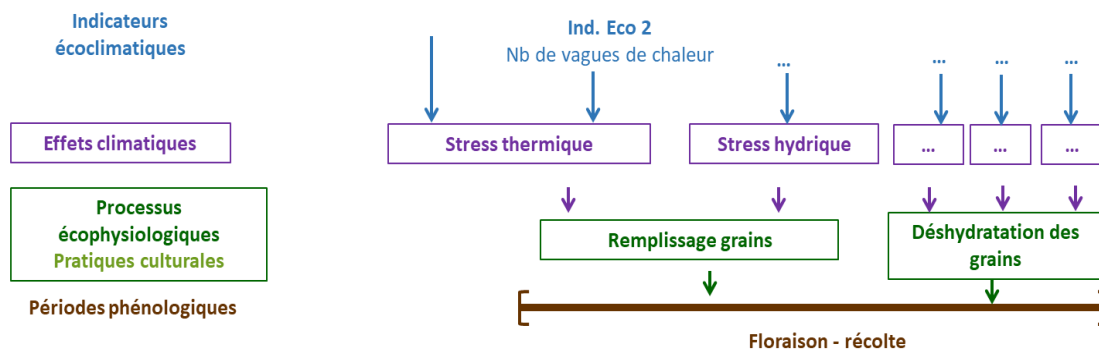 Indicateurs
écoclimatiques
Ind. Eco 2
Nb de vagues de chaleur
...
...
...
...
Effets climatiques
Stress thermique
Stress hydrique
...
...
...
Processus
écophysiologiques
Pratiques culturales
Remplissage grains
Déshydratation des
grains
Périodes phénologiques
Floraison - récolte